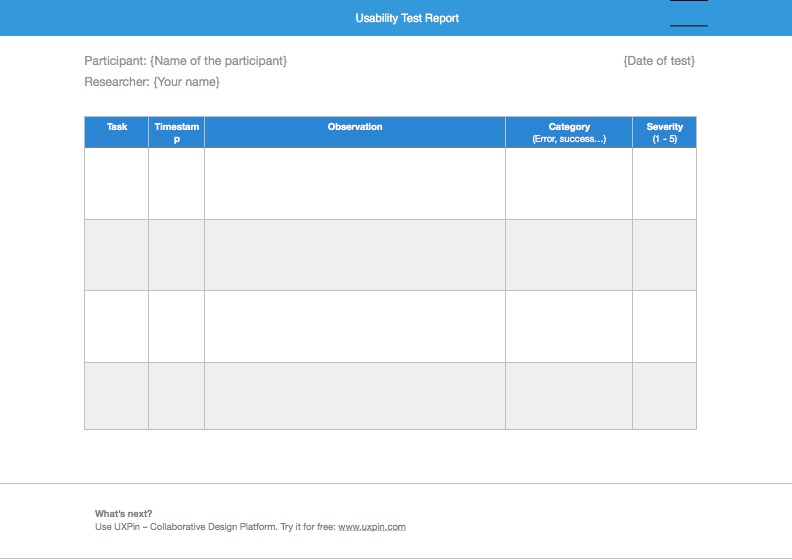 Usability Test Report
Participant: {Name of the participant}
{Date of test}
Researcher: {Your name}
Task
Timestam
p
Observation
Category
(Error, success...)
Severity
(1 - 5)
What's next?
Use UXPin – Collaborative Design Platform. Try it for free: www.uxpin.com